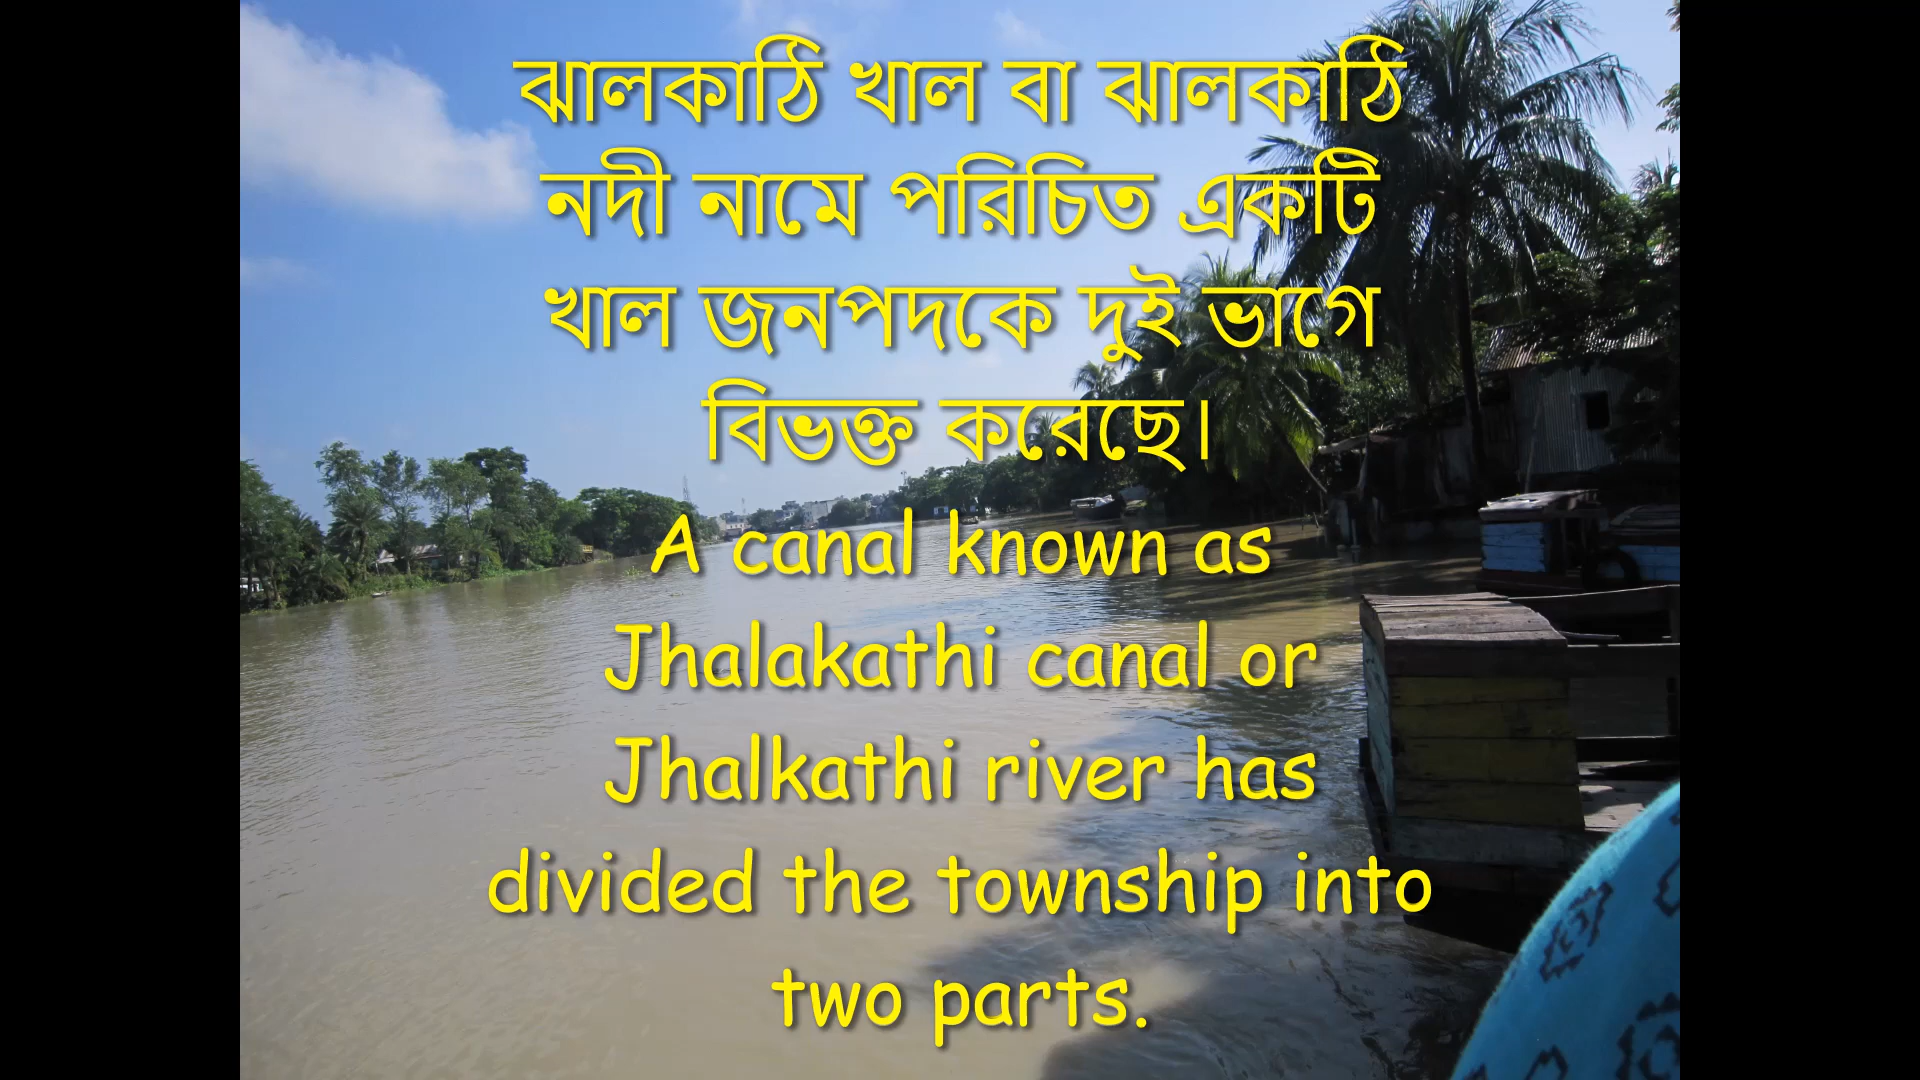 ঝালকাঠি খাল বা ঝালকাঠি
নদী নামে পরিচিত একটি
খাল জনপদকে দুই ভাগে
বিভক্ত করেছে।
A canal known as
Jhalakathi canal or
Jhalkathi river has
divided the township into
two parts.